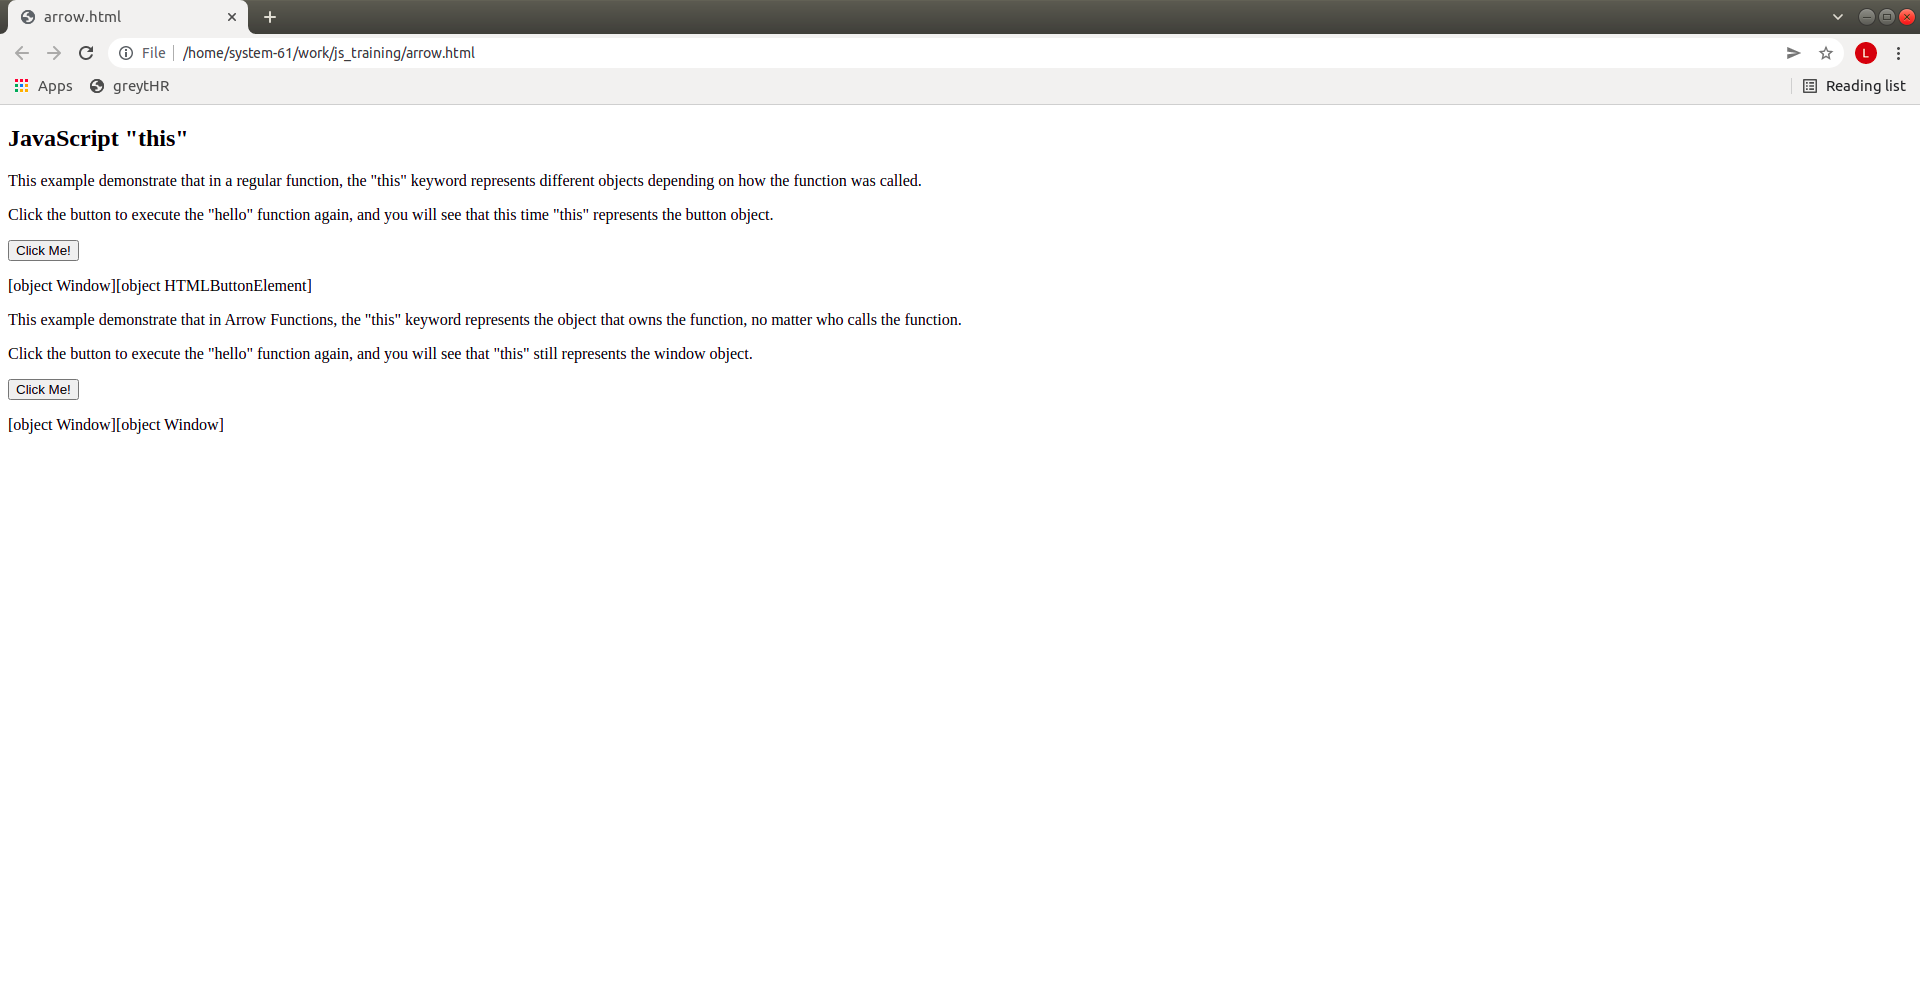 arrow.html
File /home/system-61/work/js_training/arrow.html
L
Apps greytHR Reading list
JavaScript "this"
This example demonstrate that in a regular function, the "this" keyword represents different objects depending on how the function was called.
Click the button to execute the "hello" function again, and you will see that this time "this" represents the button object.
Click Me!
[object Window][object HTMLButtonElement]
This example demonstrate that in Arrow Functions, the "this" keyword represents the object that owns the function, no matter who calls the function.
Click the button to execute the "hello" function again, and you will see that "this" still represents the window object.
Click Me!
[object Window][object Window]